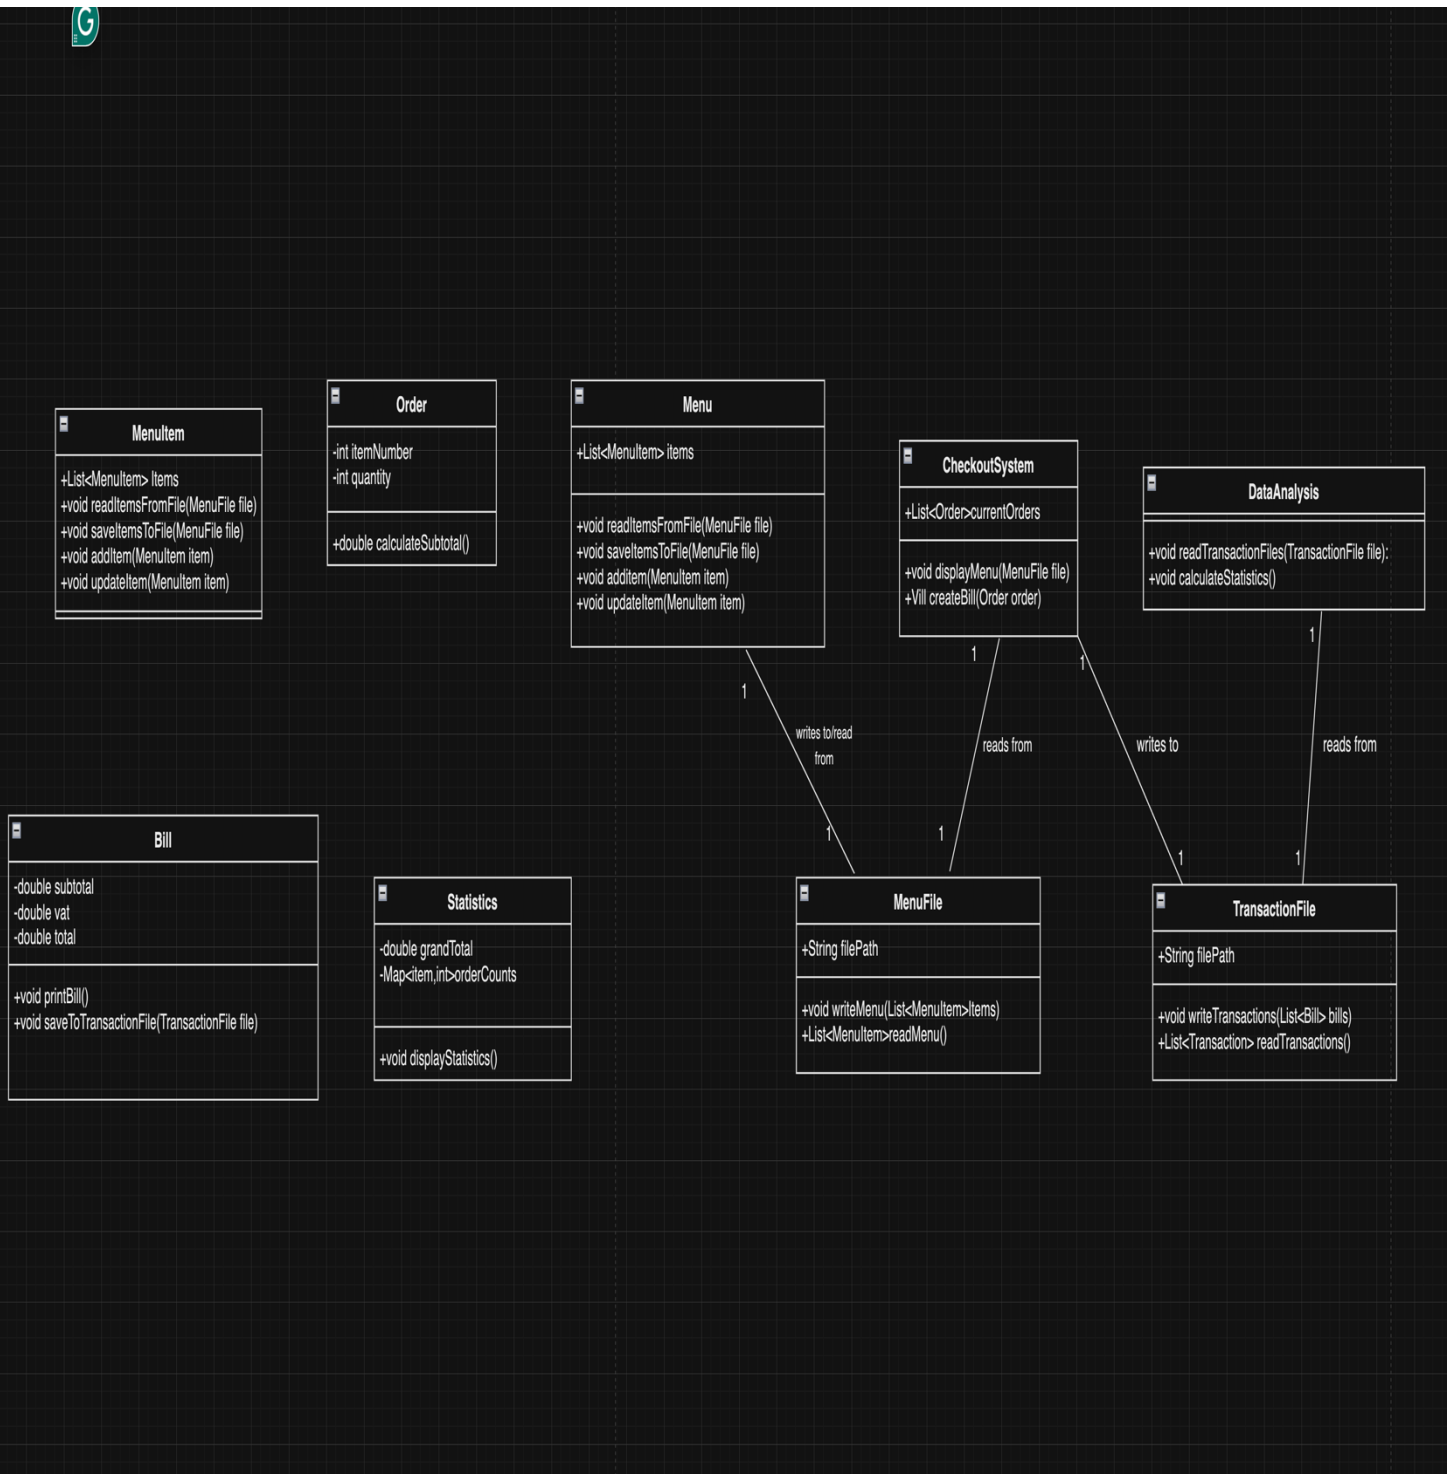 G
MenuItem
+List<MenuItem> Items
+void readItemsFromFile(MenuFile file)
+void saveItemsToFile(MenuFile file)
+void addItem(MenuItem item)
+void updateItem(MenuItem item)
Order
-int itemNumber
-int quantity
+double calculateSubtotal()
Menu
+List<MenuItem> items
+void readItemsFromFile(MenuFile file)
+void saveItemsToFile(MenuFile file)
+void additem(MenuItem item)
+void updateItem(MenuItem item)
CheckoutSystem
+List<Order>currentOrders
+void displayMenu(MenuFile file)
+Vill createBill(Order order)
DataAnalysis
+void readTransactionFiles(TransactionFile file):
+void calculateStatistics()
1
writes to/read
from
1
1
reads from
1
1
writes to
1
1
reads from
1
Bill
-double subtotal
-double vat
-double total
+void printBill()
+void saveToTransactionFile(TransactionFile file)
Statistics
-double grandTotal
-Map<item,int>orderCounts
+void displayStatistics()
MenuFile
+String filePath
+void writeMenu(List<MenuItem>Items)
+List<MenuItem>readMenu()
TransactionFile
+String filePath
+void writeTransactions(List<Bill> bills)
+List<Transaction> readTransactions()